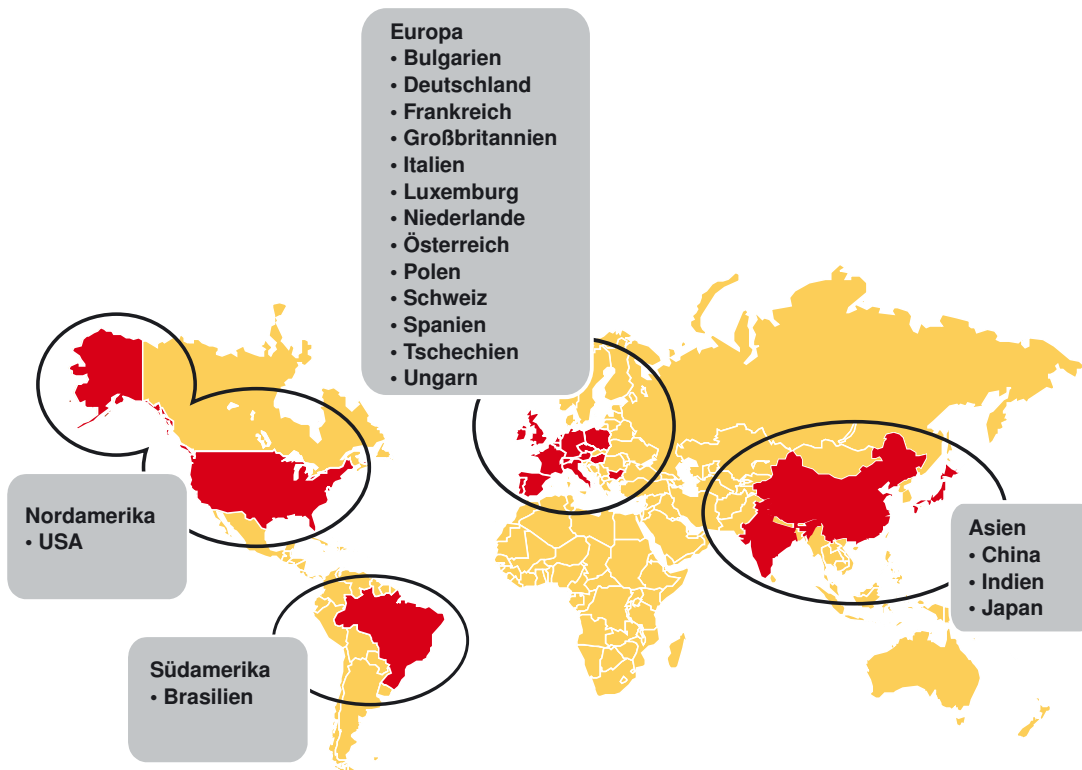 Europa
• Bulgarien
• Deutschland
• Frankreich
• Großbritannien
• Italien
• Luxemburg
• Niederlande
• Österreich
• Polen
• Schweiz
• Spanien
• Tschechien
• Ungarn
Nordamerika
• USA
Asien
• China
• Indien
• Japan
Südamerika
• Brasilien